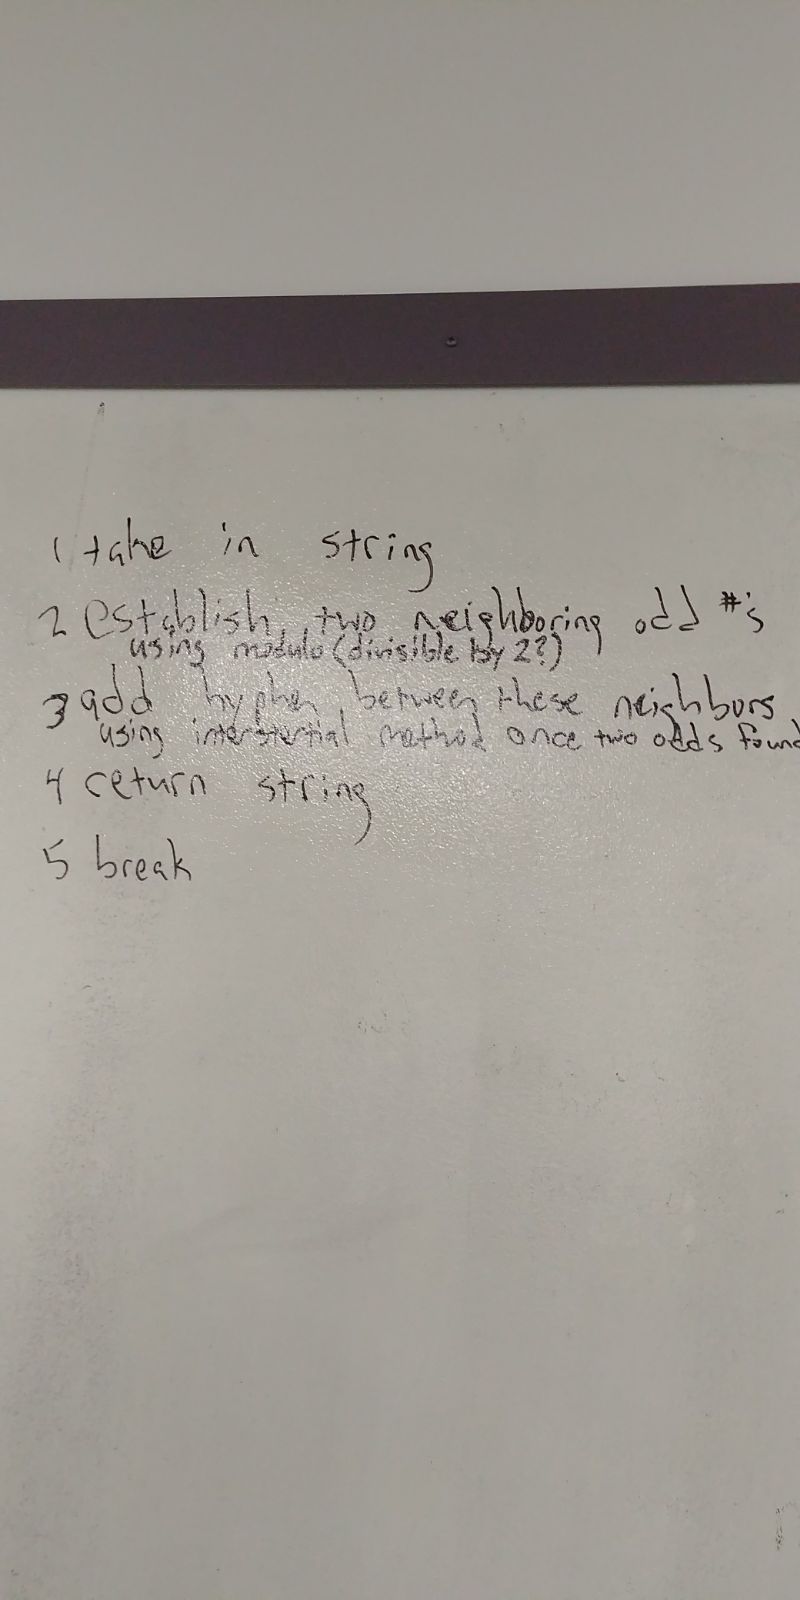 1 take in string
2 establish two neighboring odd #'s
using modulo (divisible by 2?)
3 add hyphen between these neighbors
using interstertial method once two odds found
4 return string
5 break